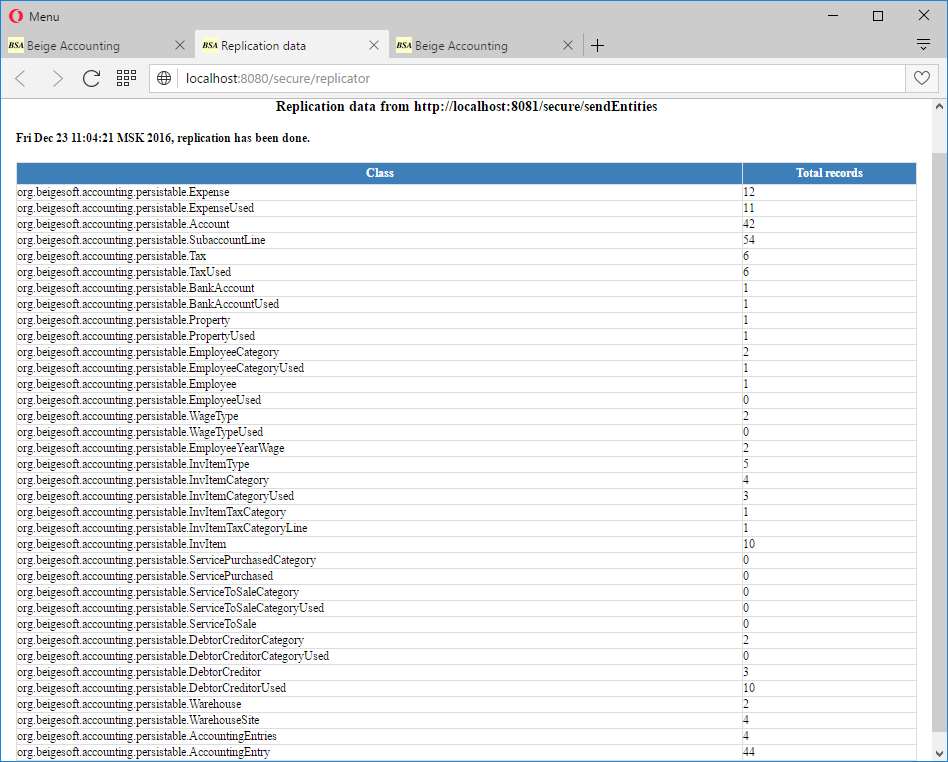 Menu
BSA Beige Accounting
BSA Replication data
BSA Beige Accounting
localhost:8080/secure/replicator
Replication data from http://localhost:8081/secure/sendEntities
Fri Dec 23 11:04:21 MSK 2016, replication has been done.
Class Total records
org.beigesoft.accounting.persistable.Expense 12
org.beigesoft.accounting.persistable.ExpenseUsed 11
org.beigesoft.accounting.persistable.Account 42
org.beigesoft.accounting.persistable.SubaccountLine 54
org.beigesoft.accounting.persistable.Tax 6
org.beigesoft.accounting.persistable.TaxUsed 6
org.beigesoft.accounting.persistable.BankAccount 1
org.beigesoft.accounting.persistable.BankAccountUsed 1
org.beigesoft.accounting.persistable.Property 1
org.beigesoft.accounting.persistable.PropertyUsed 1
org.beigesoft.accounting.persistable.EmployeeCategory 2
org.beigesoft.accounting.persistable.EmployeeCategoryUsed 1
org.beigesoft.accounting.persistable.Employee 1
org.beigesoft.accounting.persistable.EmployeeUsed 0
org.beigesoft.accounting.persistable.WageType 2
org.beigesoft.accounting.persistable.WageTypeUsed 0
org.beigesoft.accounting.persistable.EmployeeYearWage 2
org.beigesoft.accounting.persistable.InvItemType 5
org.beigesoft.accounting.persistable.InvItemCategory 4
org.beigesoft.accounting.persistable.InvItemCategoryUsed 3
org.beigesoft.accounting.persistable.InvItemTaxCategory 1
org.beigesoft.accounting.persistable.InvItemTaxCategoryLine 1
org.beigesoft.accounting.persistable.InvItem 10
org.beigesoft.accounting.persistable.ServicePurchasedCategory 0
org.beigesoft.accounting.persistable.ServicePurchased 0
org.beigesoft.accounting.persistable.ServiceToSaleCategory 0
org.beigesoft.accounting.persistable.ServiceToSaleCategoryUsed 0
org.beigesoft.accounting.persistable.ServiceToSale 0
org.beigesoft.accounting.persistable.DebtorCreditorCategory 2
org.beigesoft.accounting.persistable.DebtorCreditorCategoryUsed 0
org.beigesoft.accounting.persistable.DebtorCreditor 3
org.beigesoft.accounting.persistable.DebtorCreditorUsed 10
org.beigesoft.accounting.persistable.Warehouse 2
org.beigesoft.accounting.persistable.WarehouseSite 4
org.beigesoft.accounting.persistable.AccountingEntries 4
org.beigesoft.accounting.persistable.AccountingEntry 44